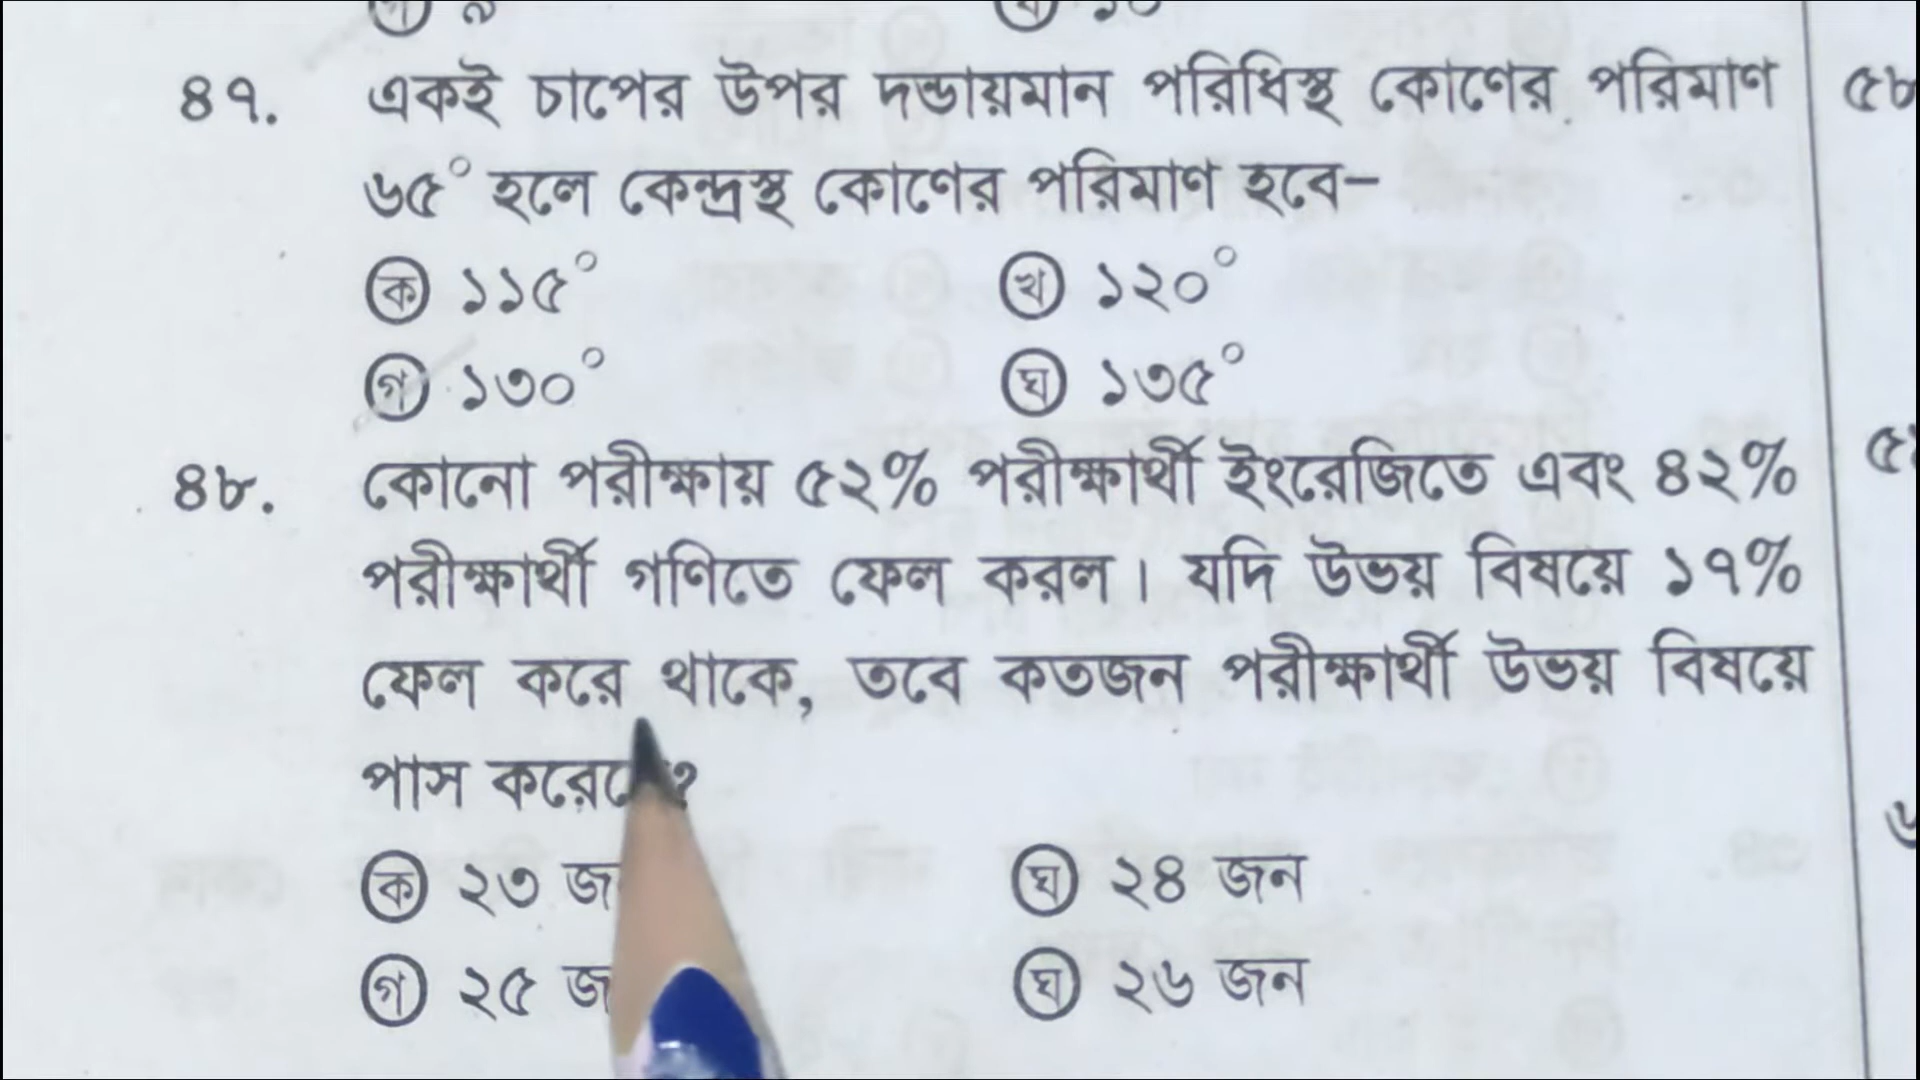 ৪৭. একই চাপের উপর দন্ডায়মান পরিধিস্থ কোণের পরিমাণ
৬৫° হলে কেন্দ্রস্থ কোণের পরিমাণ হবে–
ক ১১৫° খ ১২০°
গ ১৩০° ঘ ১৩৫°
৪৮. কোনো পরীক্ষায় ৫২% পরীক্ষার্থী ইংরেজিতে এবং ৪২%
পরীক্ষার্থী গণিতে ফেল করল। যদি উভয় বিষয়ে ১৭%
ফেল করে থাকে, তবে কতজন পরীক্ষার্থী উভয় বিষয়ে
পাস
ক ২৩ ঘ ২৪ জন
গ ২৫ ঘ ২৬ জন